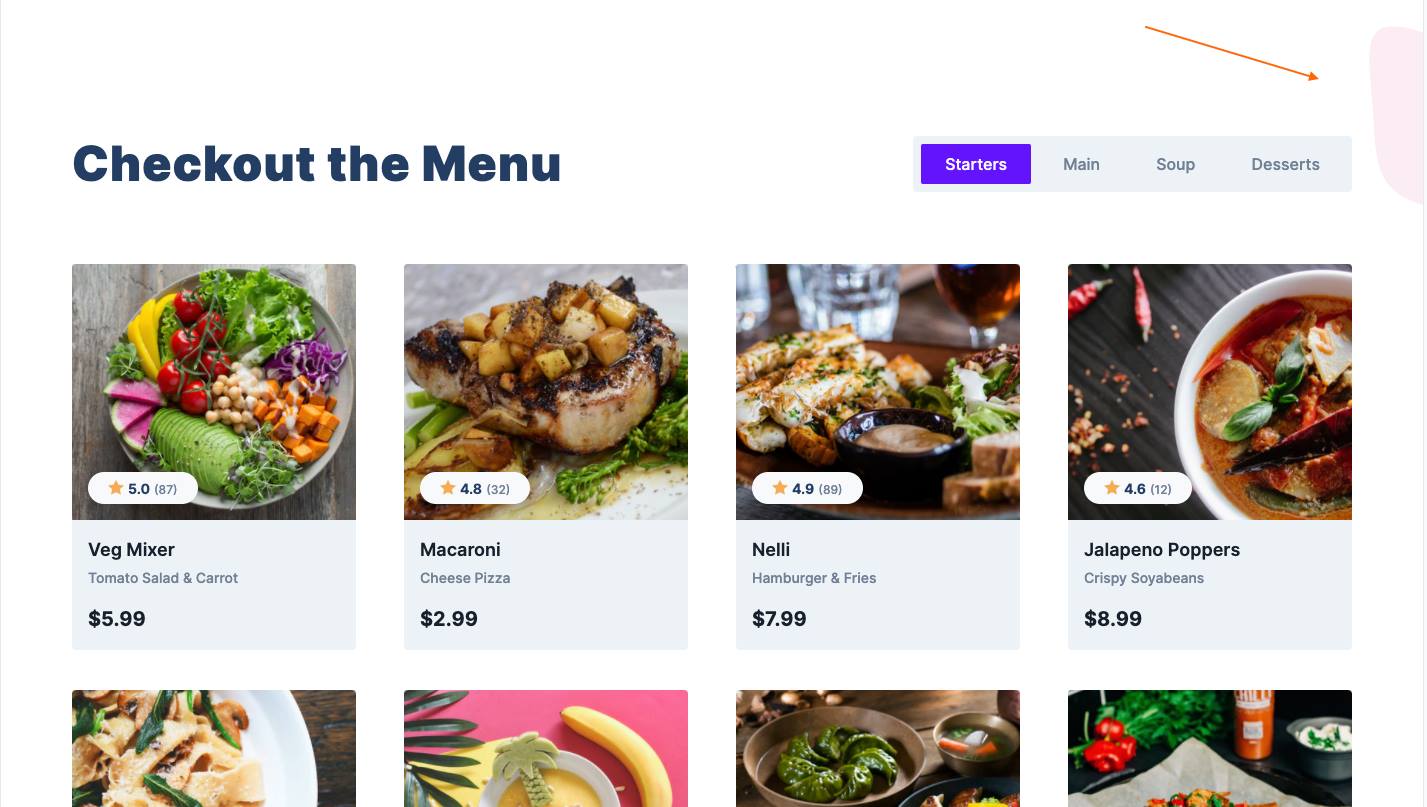 Checkout the Menu
Starters
Main
Soup
Desserts
5.0 (87)
4.8 (32)
4.9 (89)
4.6 (12)
Veg Mixer
Macaroni
Nelli
Jalapeno Poppers
Tomato Salad & Carrot
Cheese Pizza
Hamburger & Fries
Crispy Soyabeans
$5.99
$2.99
$7.99
$8.99